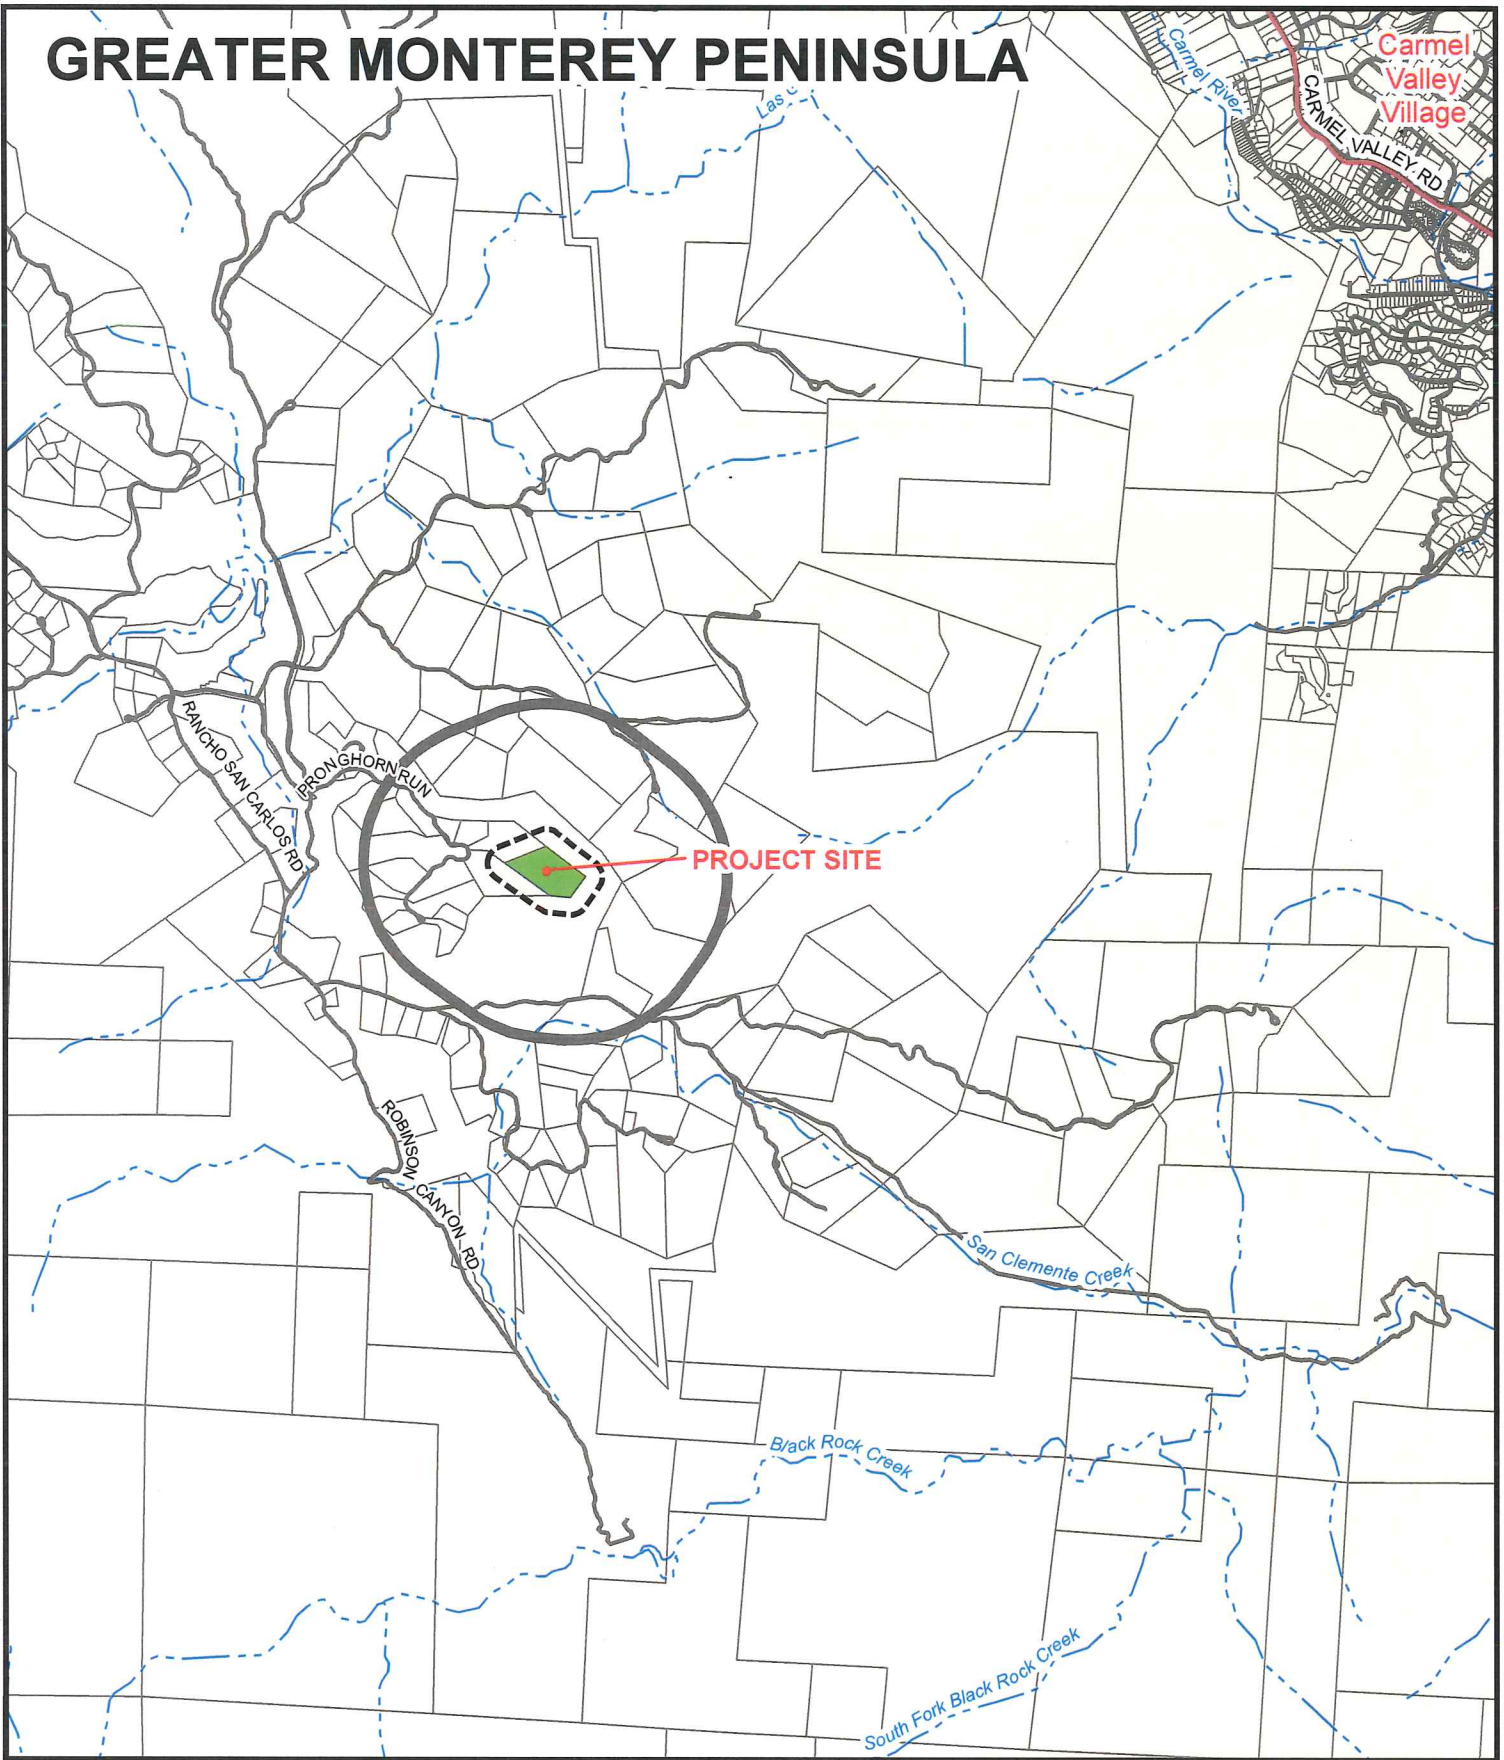 GREATER MONTEREY PENINSULA
Carmel
Valley
Village
Carmel River
CARMEL VALLEY RD
Las
RANCHO SAN CARLOS RD
PRONGHORN RUN
PROJECT SITE
ROBINSON CANYON RD
San Clemente Creek
Black Rock Creek
South Fork Black Rock Creek